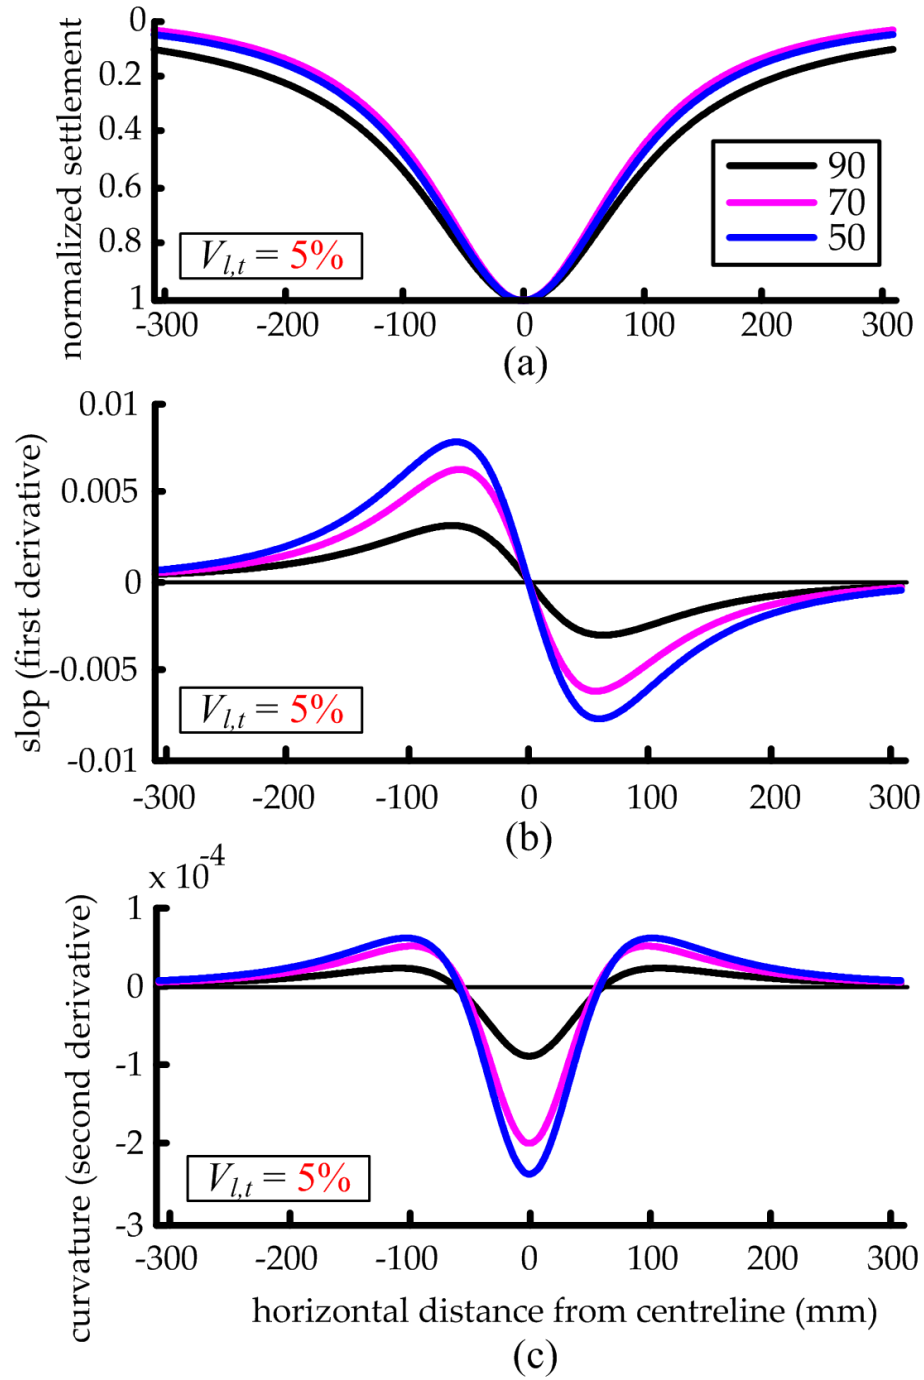 0
0.2
0.4
0.6
0.8
1
normalized settlement
90
70
50
V_{l,t} = 5%
-300 -200 -100 0 100 200 300
(a)
0.01
0.005
0
-0.005
-0.01
slop (first derivative)
V_{l,t} = 5%
-300 -200 -100 0 100 200 300
(b)
x 10^{-4}
1
0
-1
-2
-3
curvature (second derivative)
V_{l,t} = 5%
-300 -200 -100 0 100 200 300
horizontal distance from centreline (mm)
(c)